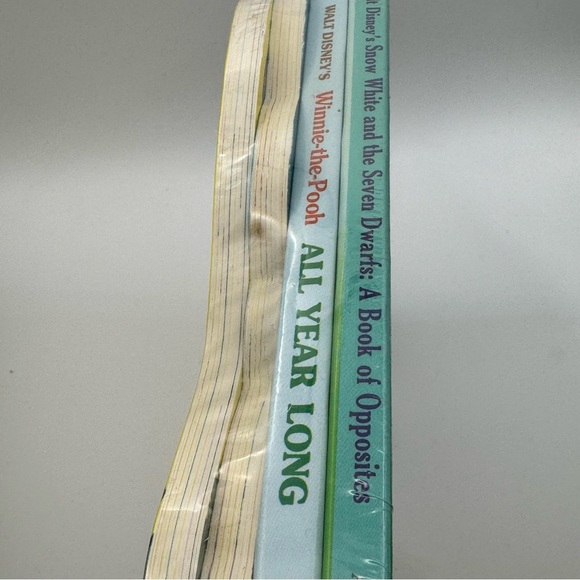 WALT DISNEY'S Winnie-the-Pooh ALL YEAR LONG
t Disney's Snow White and the Seven Dwarfs: A Book of Opposites